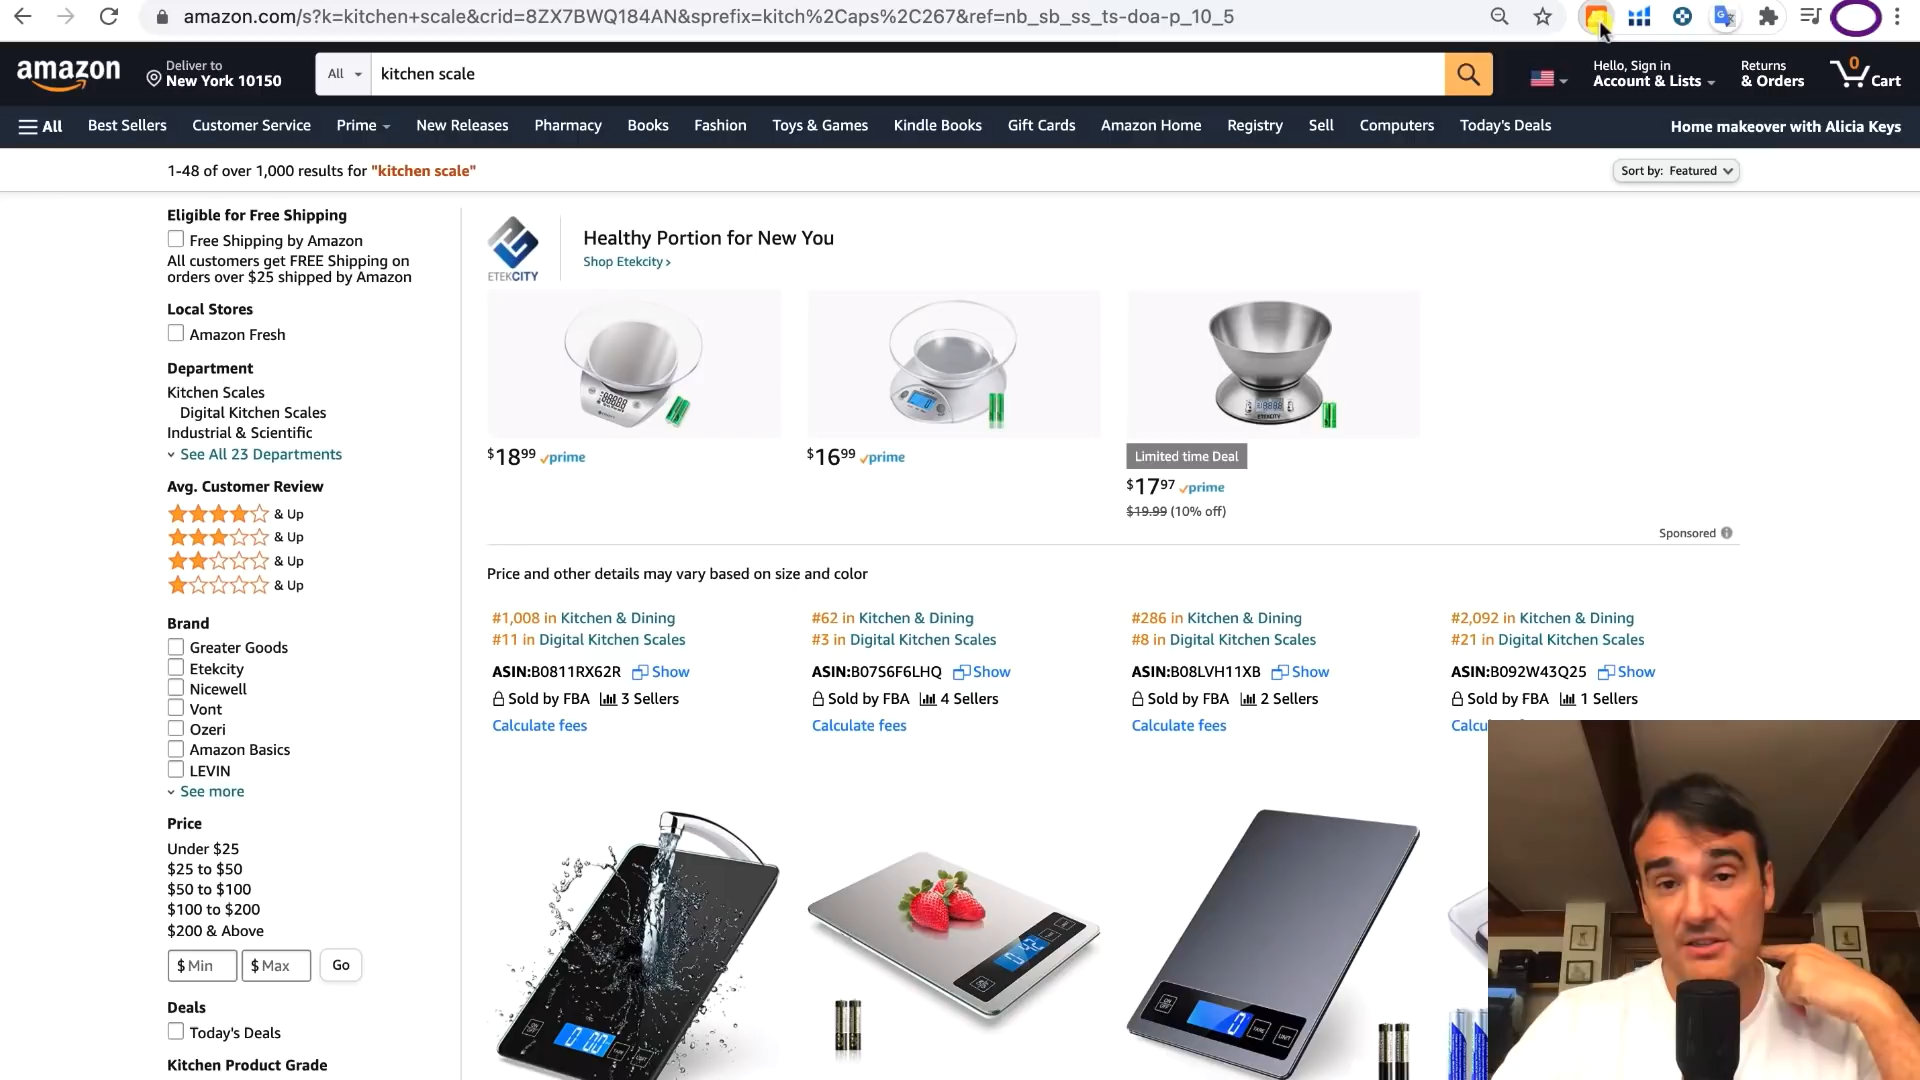 amazon.com/s?k=kitchen+scale&crid=8ZX7BWQ184AN&sprefix=kitch%2Caps%2C267&ref=nb_sb_ss_ts-doa-p_10_5
amazon
Deliver to
New York 10150
All
kitchen scale
Hello, Sign in
Account & Lists
Returns
& Orders
0
Cart
All
Best Sellers
Customer Service
Prime
New Releases
Pharmacy
Books
Fashion
Toys & Games
Kindle Books
Gift Cards
Amazon Home
Registry
Sell
Computers
Today's Deals
Home makeover with Alicia Keys
1-48 of over 1,000 results for "kitchen scale"
Sort by: Featured
Eligible for Free Shipping
Free Shipping by Amazon
All customers get FREE Shipping on
orders over $25 shipped by Amazon
Local Stores
Amazon Fresh
Department
Kitchen Scales
Digital Kitchen Scales
Industrial & Scientific
See All 23 Departments
Avg. Customer Review
& Up
& Up
& Up
& Up
Brand
Greater Goods
Etekcity
Nicewell
Vont
Ozeri
Amazon Basics
LEVIN
See more
Price
Under $25
$25 to $50
$50 to $100
$100 to $200
$200 & Above
$ Min
$ Max
Go
Deals
Today's Deals
Kitchen Product Grade
ETEKCITY
Healthy Portion for New You
Shop Etekcity ›
$18.99 prime
$16.99 prime
Limited time Deal
$17.97 prime
$19.99 (10% off)
Sponsored
Price and other details may vary based on size and color
#1,008 in Kitchen & Dining
#11 in Digital Kitchen Scales
ASIN:B0811RX62R Show
Sold by FBA 3 Sellers
Calculate fees
#62 in Kitchen & Dining
#3 in Digital Kitchen Scales
ASIN:B07S6F6LHQ Show
Sold by FBA 4 Sellers
Calculate fees
#286 in Kitchen & Dining
#8 in Digital Kitchen Scales
ASIN:B08LVH11XB Show
Sold by FBA 2 Sellers
Calculate fees
#2,092 in Kitchen & Dining
#21 in Digital Kitchen Scales
ASIN:B092W43Q25 Show
Sold by FBA 1 Sellers
Calcu